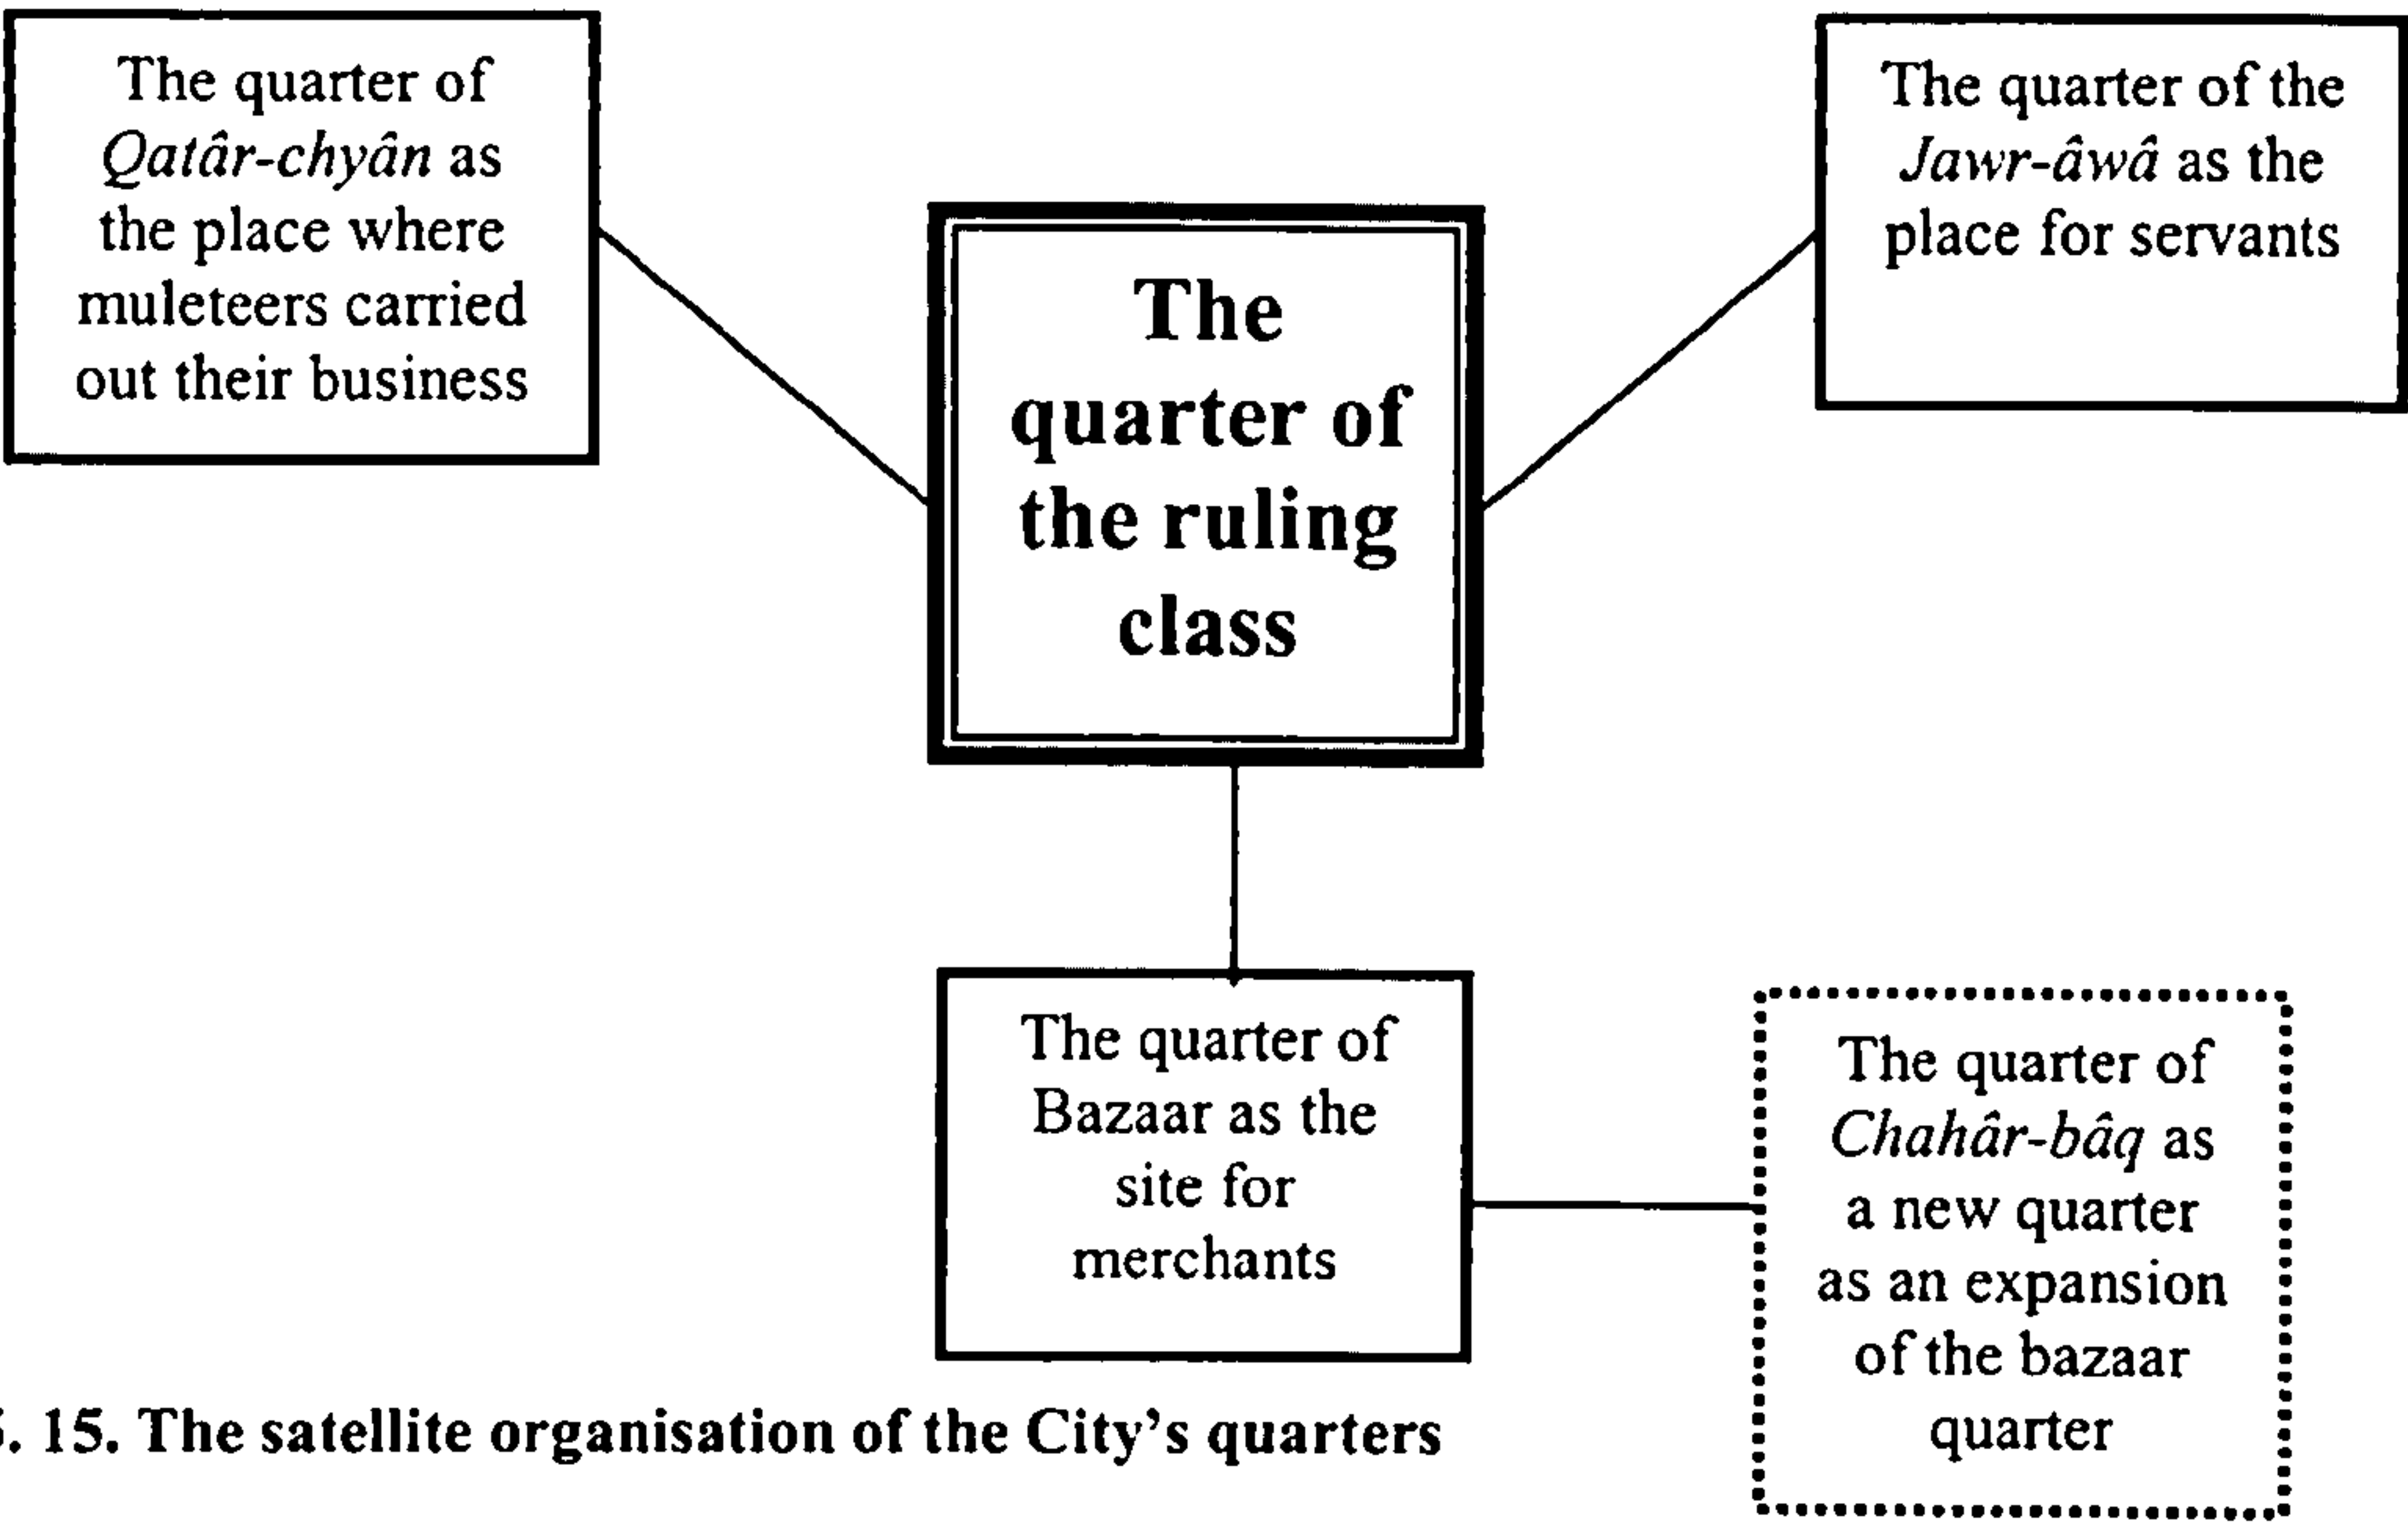 The quarter of
Qatâr-chyân as
the place where
muleteers carried
out their business
The quarter of the
Jawr-âwâ as the
place for servants
The
quarter of
the ruling
class
The quarter of
Bazaar as the
site for
merchants
The quarter of
Chahâr-bâq as
a new quarter
as an expansion
of the bazaar
quarter
. 15. The satellite organisation of the City's quarters